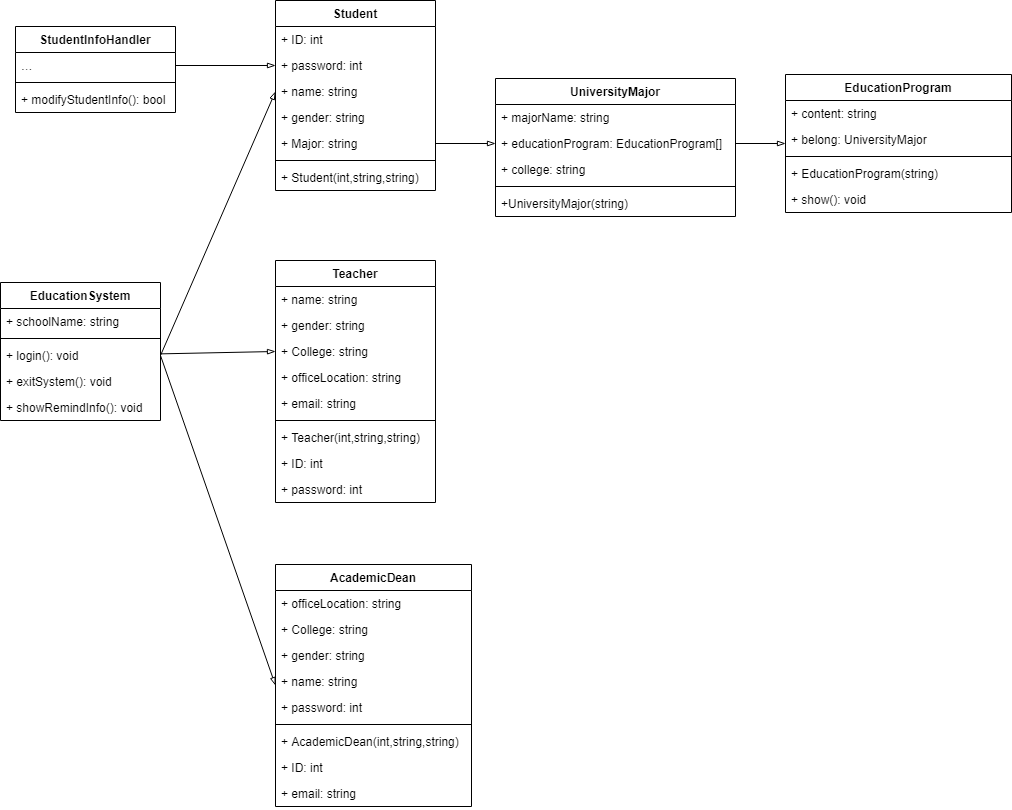 StudentInfoHandler
...
+ modifyStudentInfo(): bool
Student
+ ID: int
+ password: int
+ name: string
+ gender: string
+ Major: string
+ Student(int,string,string)
UniversityMajor
+ majorName: string
+ educationProgram: EducationProgram[]
+ college: string
+UniversityMajor(string)
EducationProgram
+ content: string
+ belong: UniversityMajor
+ EducationProgram(string)
+ show(): void
EducationSystem
+ schoolName: string
+ login(): void
+ exitSystem(): void
+ showRemindInfo(): void
Teacher
+ name: string
+ gender: string
+ College: string
+ officeLocation: string
+ email: string
+ Teacher(int,string,string)
+ ID: int
+ password: int
AcademicDean
+ officeLocation: string
+ College: string
+ gender: string
+ name: string
+ password: int
+ AcademicDean(int,string,string)
+ ID: int
+ email: string